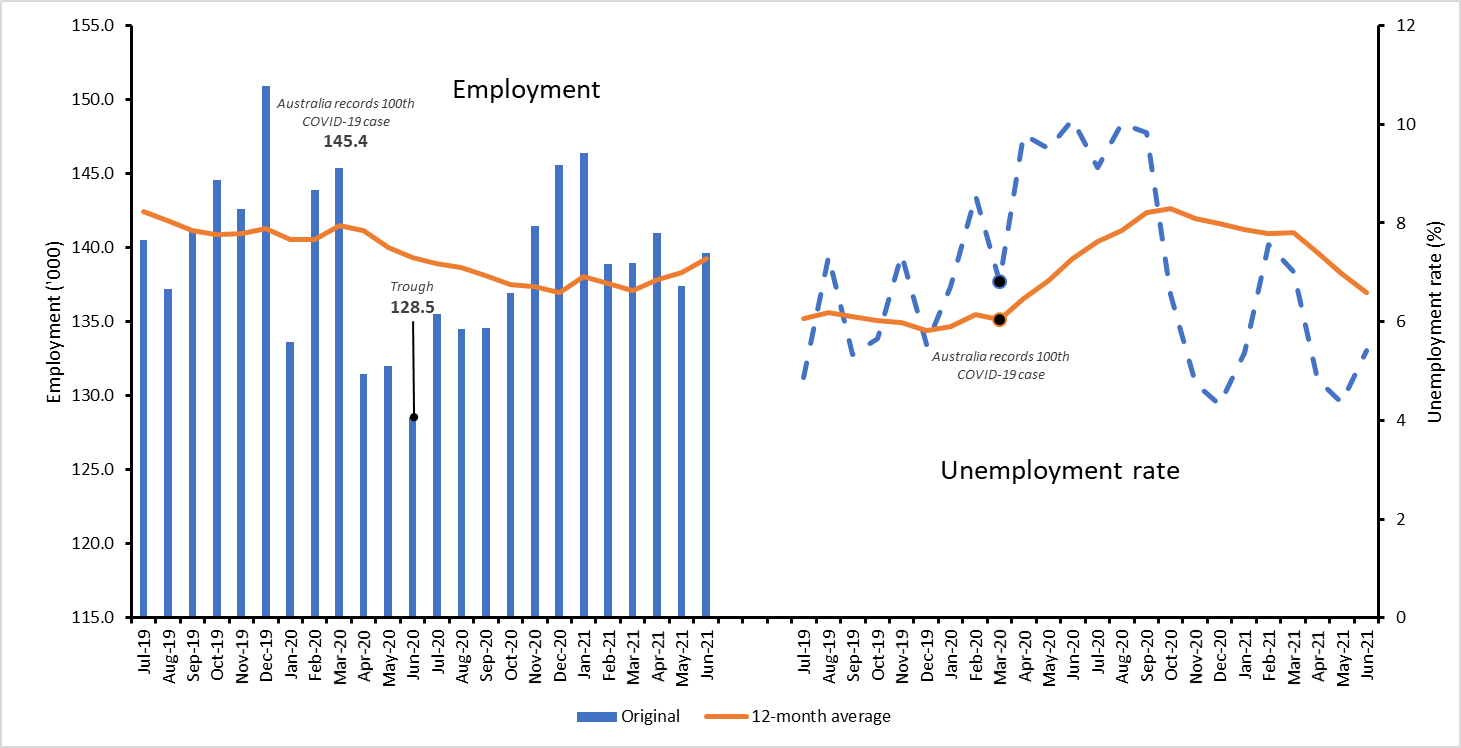 155.0
150.0
145.0
140.0
135.0
130.0
125.0
120.0
115.0
Employment ('000)
Employment
Australia records 100th
COVID-19 case
145.4
Trough
128.5
Jul-19
Aug-19
Sep-19
Oct-19
Nov-19
Dec-19
Jan-20
Feb-20
Mar-20
Apr-20
May-20
Jun-20
Jul-20
Aug-20
Sep-20
Oct-20
Nov-20
Dec-20
Jan-21
Feb-21
Mar-21
Apr-21
May-21
Jun-21
Australia records 100th
COVID-19 case
Unemployment rate
Jul-19
Aug-19
Sep-19
Oct-19
Nov-19
Dec-19
Jan-20
Feb-20
Mar-20
Apr-20
May-20
Jun-20
Jul-20
Aug-20
Sep-20
Oct-20
Nov-20
Dec-20
Jan-21
Feb-21
Mar-21
Apr-21
May-21
Jun-21
12
10
8
6
4
2
0
Unemployment rate (%)
Original
12-month average